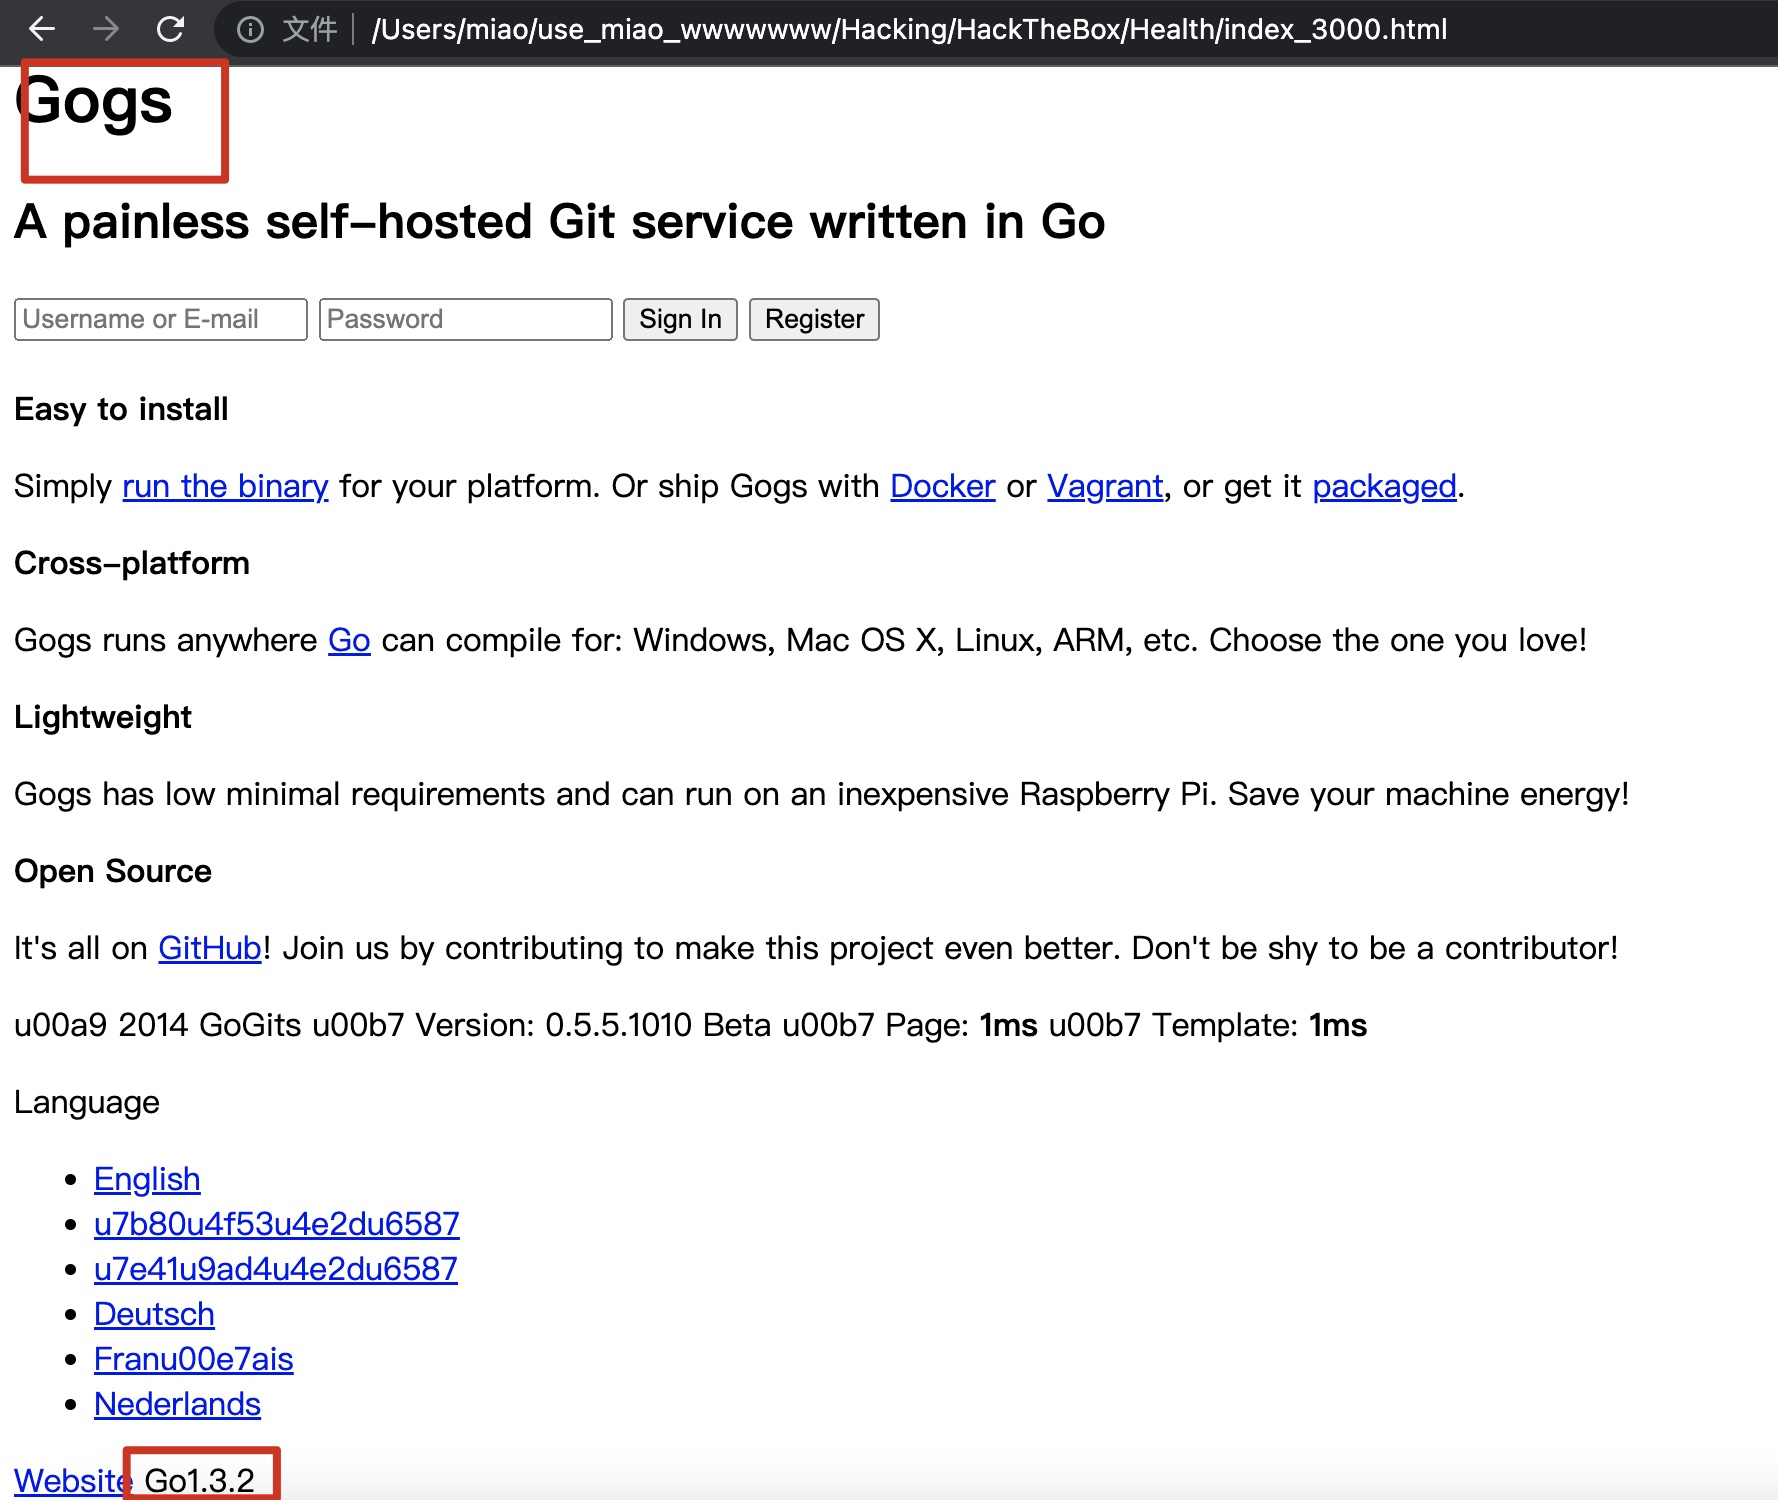 文件 /Users/miao/use_miao_wwwwwww/Hacking/HackTheBox/Health/index_3000.html
Gogs
A painless self-hosted Git service written in Go
Username or E-mail Password Sign In Register
Easy to install
Simply run the binary for your platform. Or ship Gogs with Docker or Vagrant, or get it packaged.
Cross-platform
Gogs runs anywhere Go can compile for: Windows, Mac OS X, Linux, ARM, etc. Choose the one you love!
Lightweight
Gogs has low minimal requirements and can run on an inexpensive Raspberry Pi. Save your machine energy!
Open Source
It's all on GitHub! Join us by contributing to make this project even better. Don't be shy to be a contributor!
u00a9 2014 GoGits u00b7 Version: 0.5.5.1010 Beta u00b7 Page: 1ms u00b7 Template: 1ms
Language
English
u7b80u4f53u4e2du6587
u7e41u9ad4u4e2du6587
Deutsch
Franu00e7ais
Nederlands
Website Go1.3.2